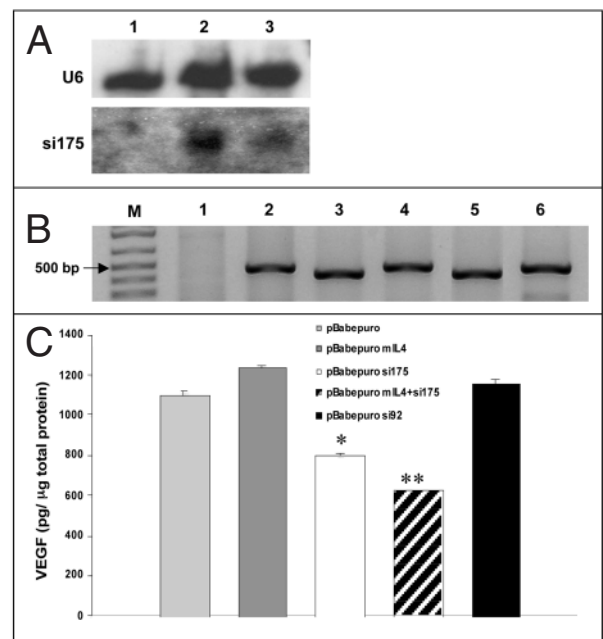 A
1 2 3
U6
si175
B
M 1 2 3 4 5 6
500 bp
C
1400
1200
1000
800
600
400
200
0
VEGF (pg/ µg total protein)
pBabepuro
pBabepuro mIL4
pBabepuro si175
pBabepuro mIL4+si175
pBabepuro si92
*
**